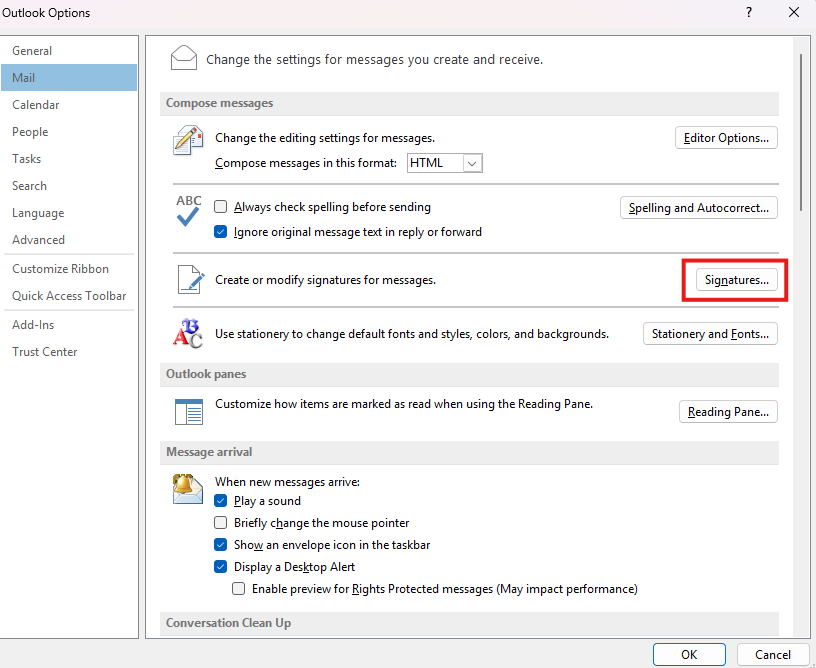 Outlook Options ?
General
Mail
Calendar
People
Tasks
Search
Language
Advanced
Customize Ribbon
Quick Access Toolbar
Add-Ins
Trust Center
Change the settings for messages you create and receive.
Compose messages
Change the editing settings for messages.
Editor Options...
Compose messages in this format: HTML
ABC
Always check spelling before sending
Spelling and Autocorrect...
Ignore original message text in reply or forward
Create or modify signatures for messages.
Signatures...
Use stationery to change default fonts and styles, colors, and backgrounds.
Stationery and Fonts...
Outlook panes
Customize how items are marked as read when using the Reading Pane.
Reading Pane...
Message arrival
When new messages arrive:
Play a sound
Briefly change the mouse pointer
Show an envelope icon in the taskbar
Display a Desktop Alert
Enable preview for Rights Protected messages (May impact performance)
Conversation Clean Up
OK
Cancel